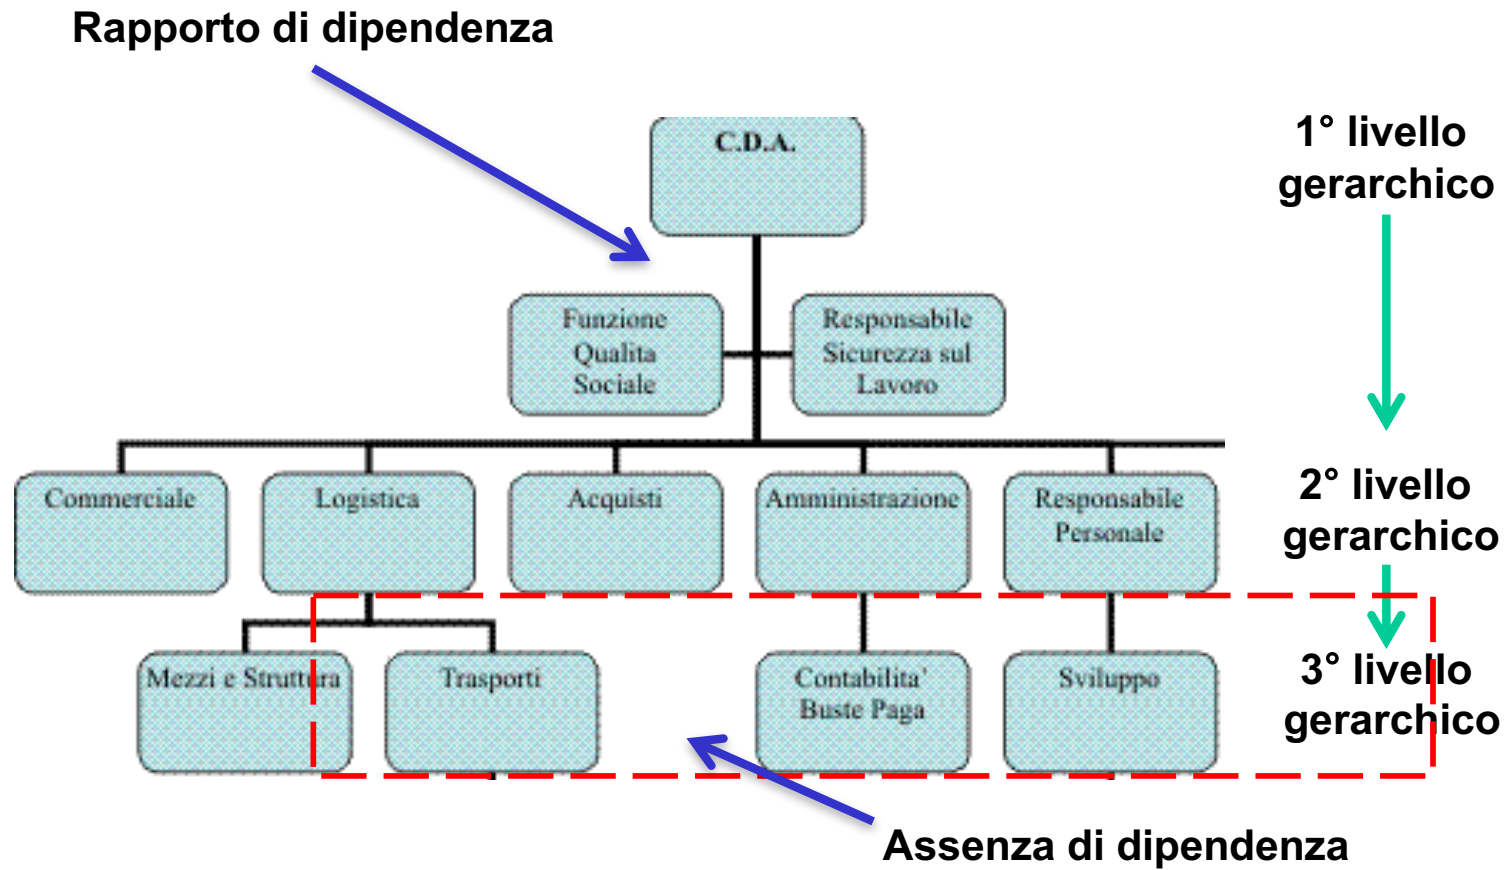 Rapporto di dipendenza
C.D.A.
1° livello
gerarchico
Funzione
Qualita
Sociale
Responsabile
Sicurezza sul
Lavoro
Commerciale
Logistica
Acquisti
Amministrazione
Responsabile
Personale
2° livello
gerarchico
Mezzi e Struttura
Trasporti
Contabilita'
Buste Paga
Sviluppo
3° livello
gerarchico
Assenza di dipendenza